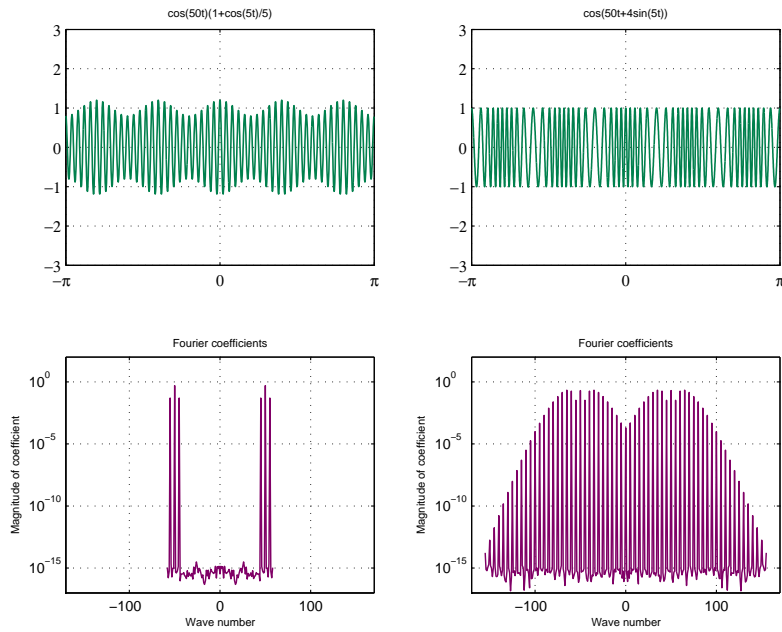 cos(50t)(1+cos(5t)/5)
3
2
1
0
−1
−2
−3
−π
0
π
cos(50t+4sin(5t))
3
2
1
0
−1
−2
−3
−π
0
π
Fourier coefficients
Magnitude of coefficient
10^0
10^−5
10^−10
10^−15
−100
0
100
Wave number
Fourier coefficients
Magnitude of coefficient
10^0
10^−5
10^−10
10^−15
−100
0
100
Wave number